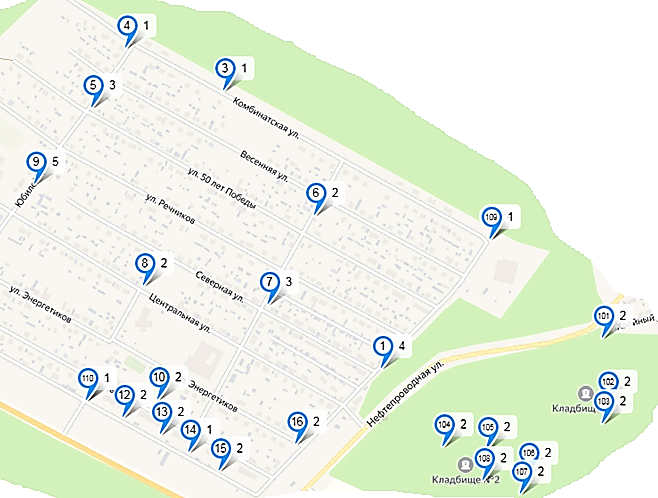 4 1
3 1
5 3
Комбинатская ул.
Весенняя ул.
9 5
ул. 50 лет Победы
6 2
ул. Речников
109 1
8 2
Северная ул.
7 3
ул. Энергетиков
Центральная ул.
101 2
1 4
Нефтепроводная ул.
110 1
10 2
102 2
12 2
Энергетиков
Кладбищ
103 2
13 2
14 1
16 2
104 2
105 2
15 2
108 2
106 2
Кладбище №2
107 2